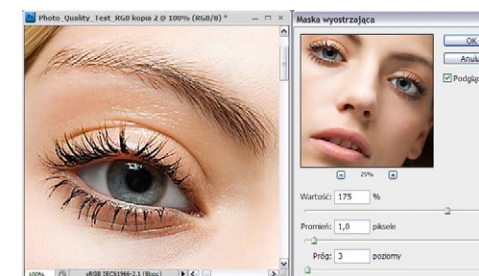 Photo_Quality_Test_RGB kopia 2 @ 100% (RGB/8) *
Maska wyostrzająca
OK
Anulu
Podgląd
25%
Wartość: 175 %
Promień: 1,0 piksele
Próg: 3 poziomy
100%
sRGB IEC61966-2.1 (8bpc)